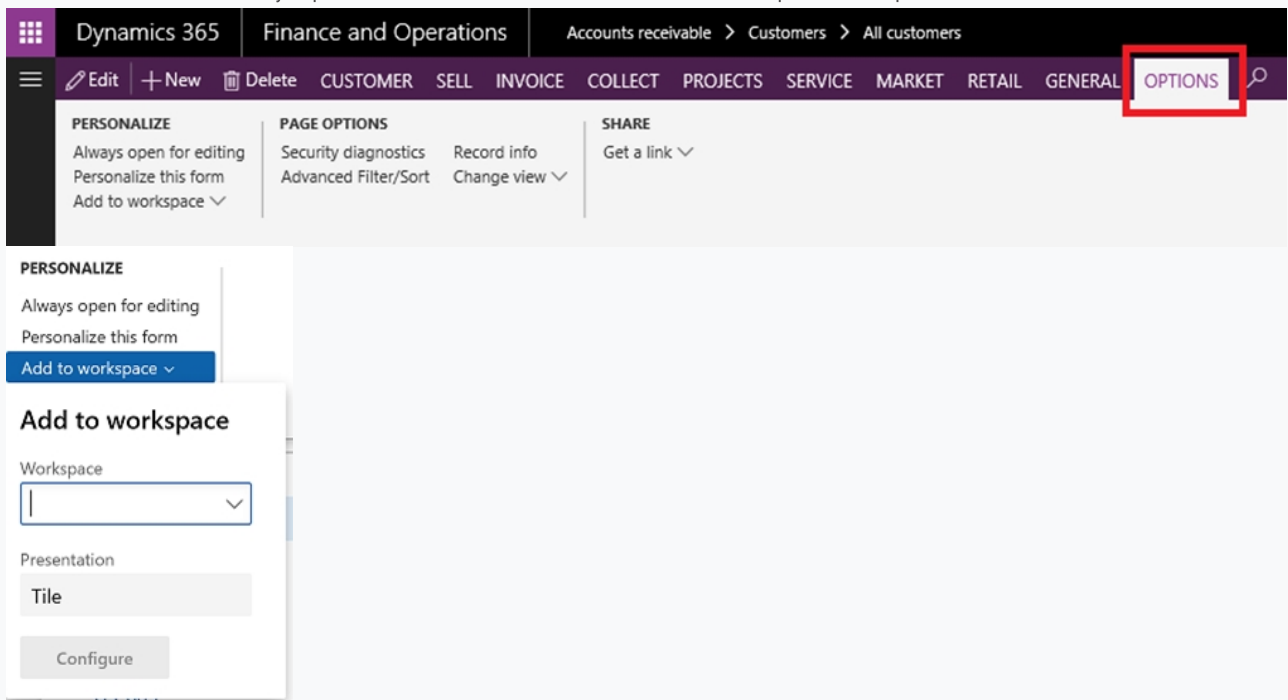 Dynamics 365 Finance and Operations Accounts receivable > Customers > All customers
Edit + New Delete CUSTOMER SELL INVOICE COLLECT PROJECTS SERVICE MARKET RETAIL GENERAL OPTIONS
PERSONALIZE PAGE OPTIONS SHARE
Always open for editing Security diagnostics Record info Get a link
Personalize this form Advanced Filter/Sort Change view
Add to workspace
PERSONALIZE
Always open for editing
Personalize this form
Add to workspace
Add to workspace
Workspace
Presentation
Tile
Configure